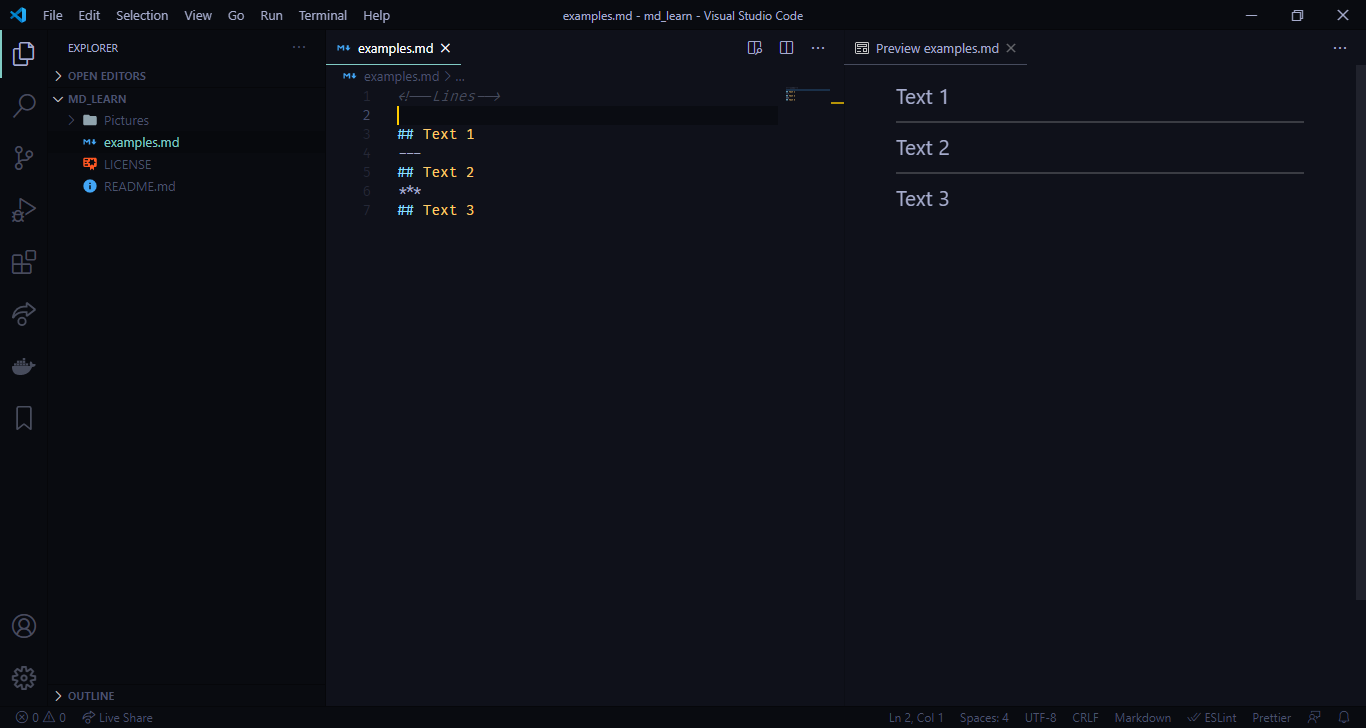 File Edit Selection View Go Run Terminal Help
examples.md - md_learn - Visual Studio Code
EXPLORER
OPEN EDITORS
MD_LEARN
Pictures
examples.md
LICENSE
README.md
OUTLINE
examples.md
examples.md > ...
1 <!-- Lines -->
2
3 ## Text 1
4 ---
5 ## Text 2
6 ***
7 ## Text 3
Preview examples.md
Text 1
Text 2
Text 3
0 0 Live Share
Ln 2, Col 1 Spaces: 4 UTF-8 CRLF Markdown ESLint Prettier